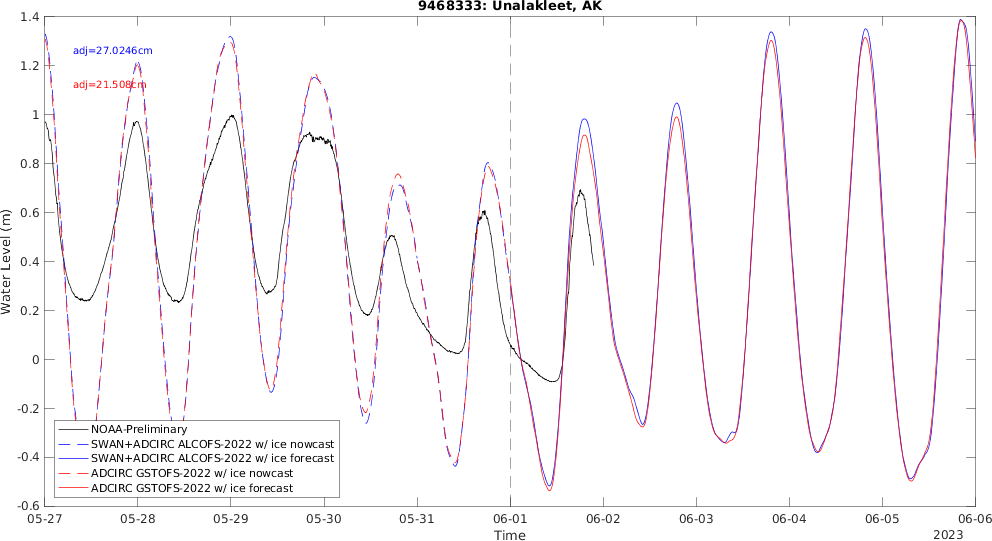 9468333: Unalakleet, AK
adj=27.0246cm
adj=21.508cm
Water Level (m)
1.4
1.2
1
0.8
0.6
0.4
0.2
0
-0.2
-0.4
-0.6
NOAA-Preliminary
SWAN+ADCIRC ALCOFS-2022 w/ ice nowcast
SWAN+ADCIRC ALCOFS-2022 w/ ice forecast
ADCIRC GSTOFS-2022 w/ ice nowcast
ADCIRC GSTOFS-2022 w/ ice forecast
05-27 05-28 05-29 05-30 05-31 06-01 06-02 06-03 06-04 06-05 06-06
Time
2023